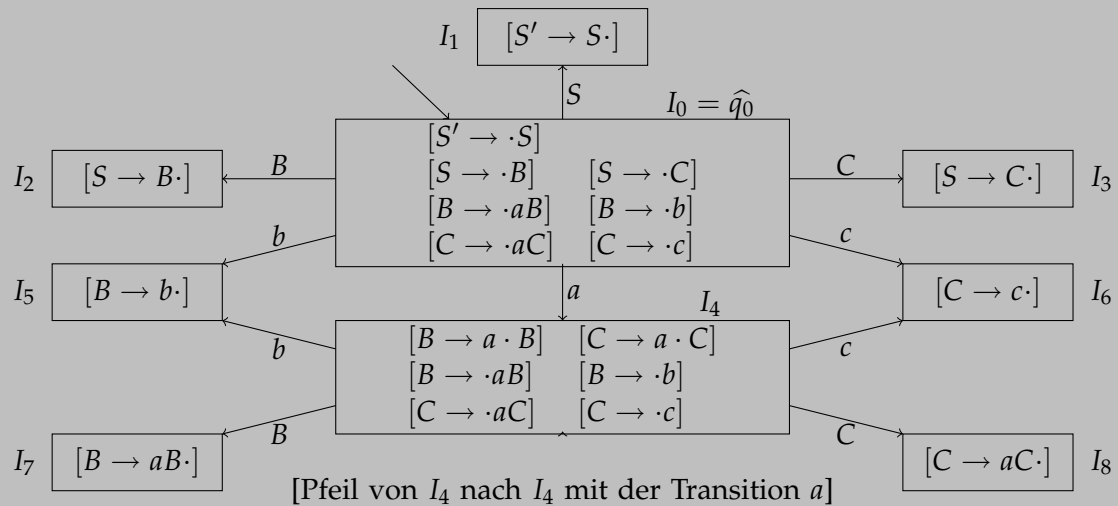 I₁ [S′ → S·]
S
I₀ = q̂₀
[S′ → ·S]
I₂ [S → B·] B [S → ·B] [S → ·C] C [S → C·] I₃
[B → ·aB] [B → ·b]
b [C → ·aC] [C → ·c] c
I₅ [B → b·] a [C → c·] I₆
I₄
b [B → a · B] [C → a · C] c
[B → ·aB] [B → ·b]
B [C → ·aC] [C → ·c] C
I₇ [B → aB·] [C → aC·] I₈
[Pfeil von I₄ nach I₄ mit der Transition a]